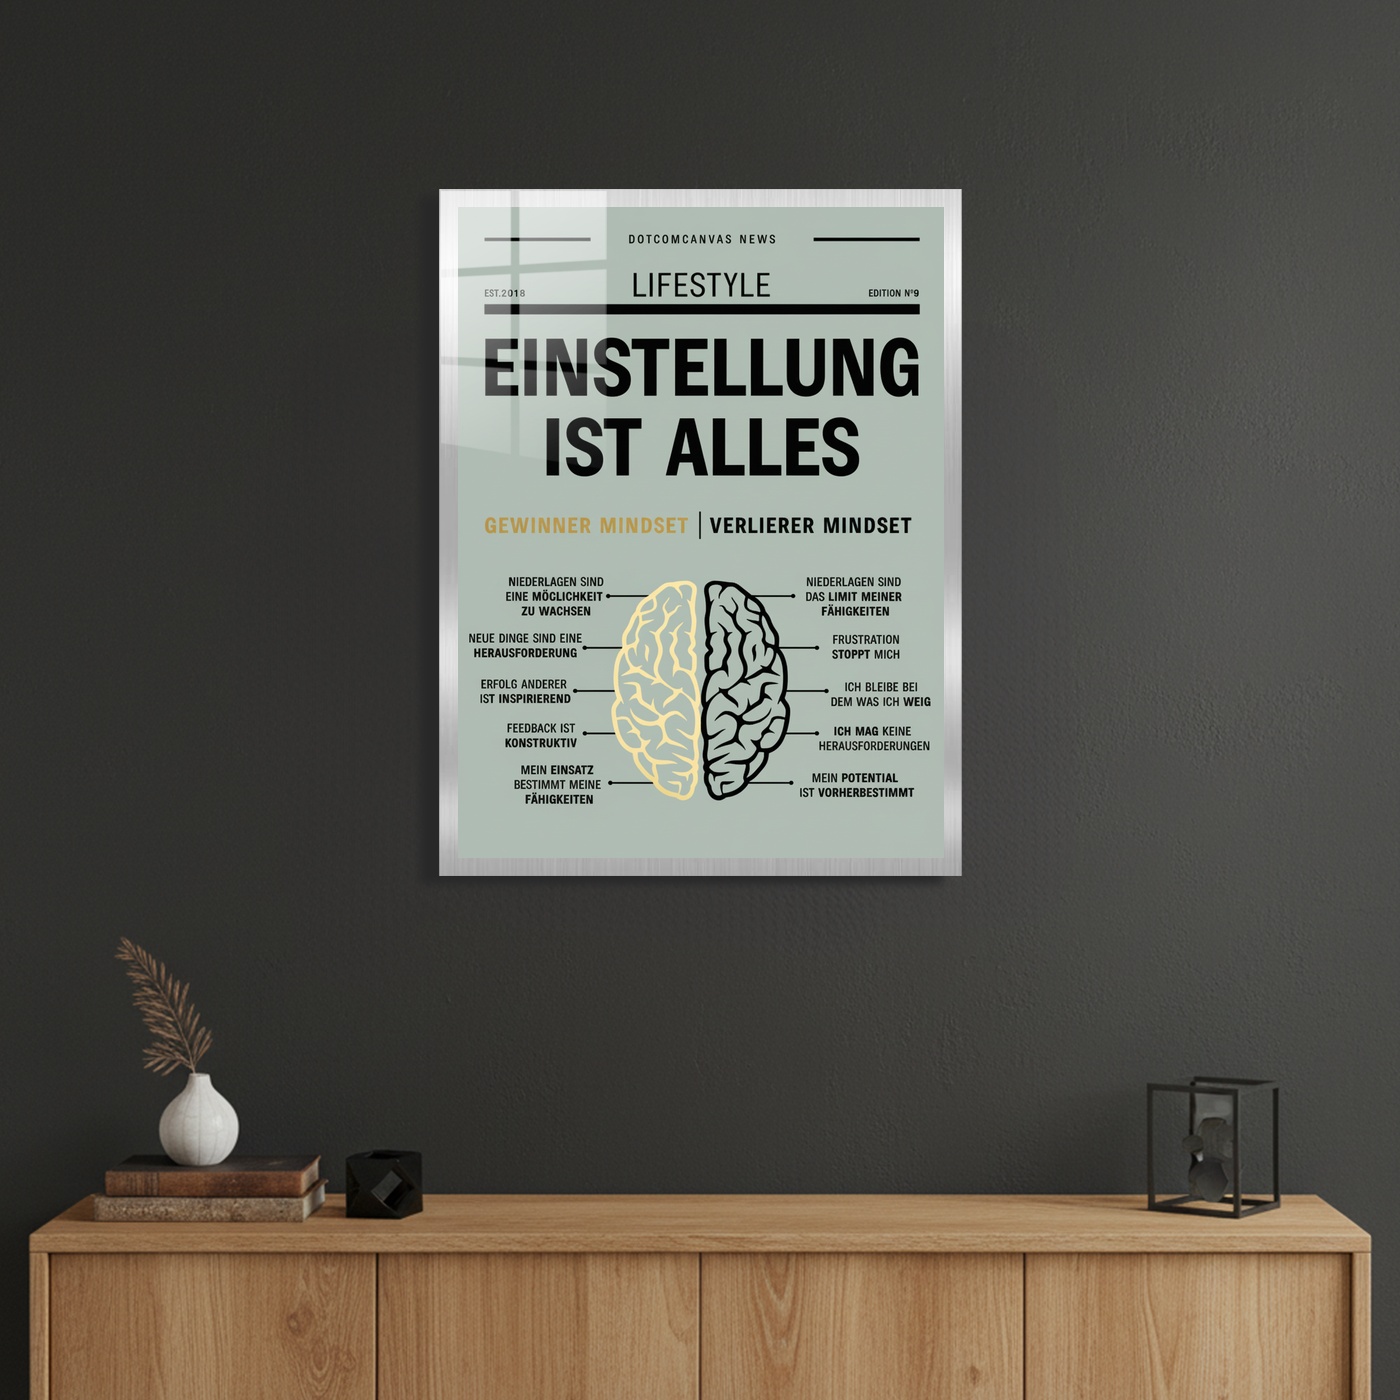 DOTCOMCANVAS NEWS
LIFESTYLE
EST.2018
EDITION Nº9
EINSTELLUNG
IST ALLES
GEWINNER MINDSET | VERLIERER MINDSET
NIEDERLAGEN SIND
EINE MÖGLICHKEIT
ZU WACHSEN
NEUE DINGE SIND EINE
HERAUSFORDERUNG
ERFOLG ANDERER
IST INSPIRIEREND
FEEDBACK IST
KONSTRUKTIV
MEIN EINSATZ
BESTIMMT MEINE
FÄHIGKEITEN
NIEDERLAGEN SIND
DAS LIMIT MEINER
FÄHIGKEITEN
FRUSTRATION
STOPPT MICH
ICH BLEIBE BEI
DEM WAS ICH WEIG
ICH MAG KEINE
HERAUSFORDERUNGEN
MEIN POTENTIAL
IST VORHERBESTIMMT